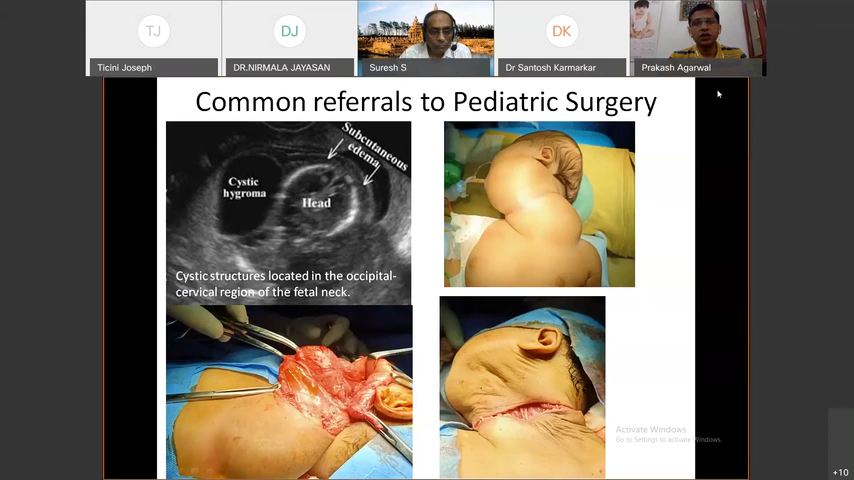 TJ
DJ
DK
Ticini Joseph
DR.NIRMALA JAYASAN
Suresh S
Dr Santosh Karmarkar
Prakash Agarwal
Common referrals to Pediatric Surgery
Subcutaneous
edema
Cystic
hygroma
Head
Cystic structures located in the occipital-
cervical region of the fetal neck.
Activate Windows
Go to Settings to activate Windows.
+10